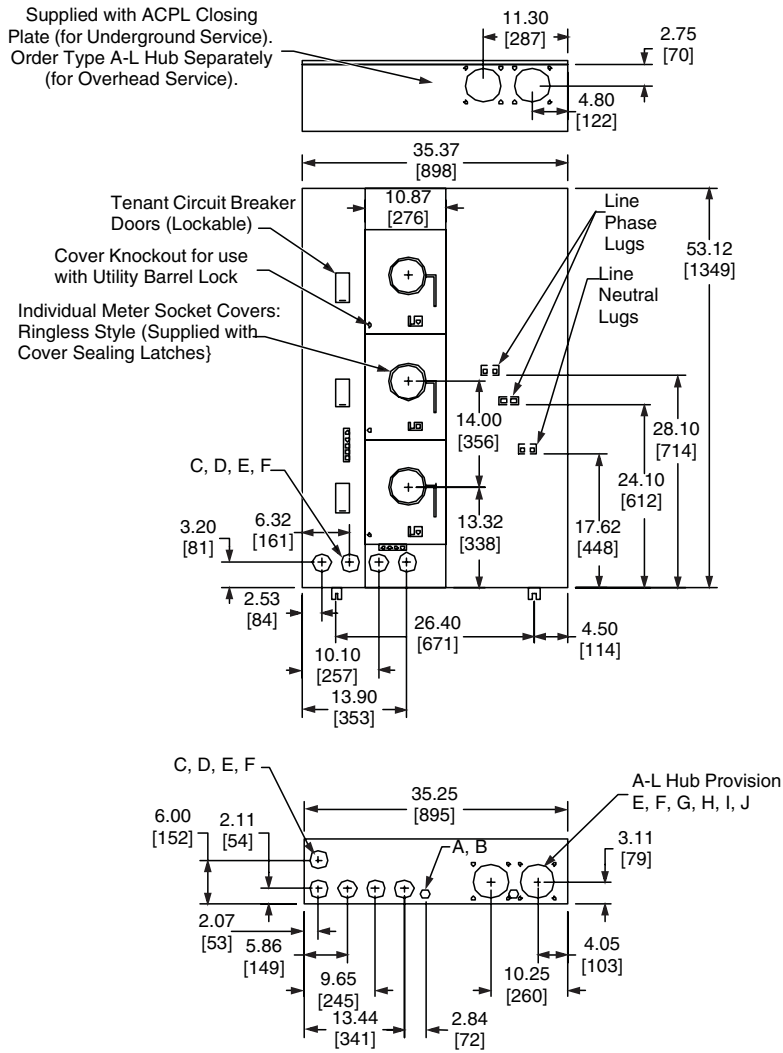 Supplied with ACPL Closing
Plate (for Underground Service).
Order Type A-L Hub Separately
(for Overhead Service).
11.30
[287]
2.75
[70]
4.80
[122]
35.37
[898]
10.87
[276]
Tenant Circuit Breaker
Doors (Lockable)
Cover Knockout for use
with Utility Barrel Lock
Individual Meter Socket Covers:
Ringless Style (Supplied with
Cover Sealing Latches}
Line
Phase
Lugs
Line
Neutral
Lugs
53.12
[1349]
14.00
[356]
28.10
[714]
24.10
[612]
17.62
[448]
13.32
[338]
C, D, E, F
6.32
[161]
3.20
[81]
2.53
[84]
26.40
[671]
4.50
[114]
10.10
[257]
13.90
[353]
C, D, E, F
35.25
[895]
A-L Hub Provision
E, F, G, H, I, J
6.00
[152]
2.11
[54]
A, B
3.11
[79]
2.07
[53]
5.86
[149]
9.65
[245]
13.44
[341]
2.84
[72]
10.25
[260]
4.05
[103]